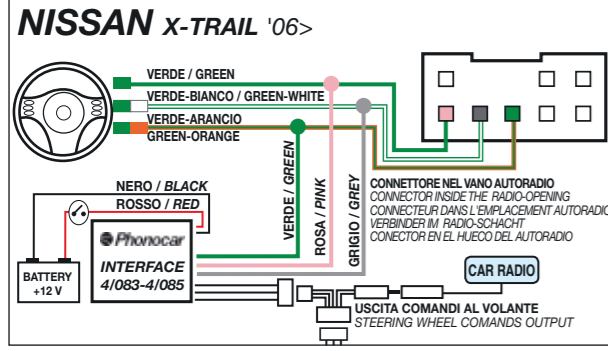 NISSAN X-TRAIL '06>
VERDE / GREEN
VERDE-BIANCO / GREEN-WHITE
VERDE-ARANCIO
GREEN-ORANGE
NERO / BLACK
ROSSO / RED
VERDE / GREEN
ROSA / PINK
GRIGIO / GREY
CONNETTORE NEL VANO AUTORADIO
CONNECTOR INSIDE THE RADIO-OPENING
CONNECTEUR DANS L'EMPLACEMENT AUTORADIO
VERBINDER IM RADIO-SCHACHT
CONECTOR EN EL HUECO DEL AUTORADIO
Phonocar
INTERFACE
4/083-4/085
BATTERY
+12 V
CAR RADIO
USCITA COMANDI AL VOLANTE
STEERING WHEEL COMANDS OUTPUT